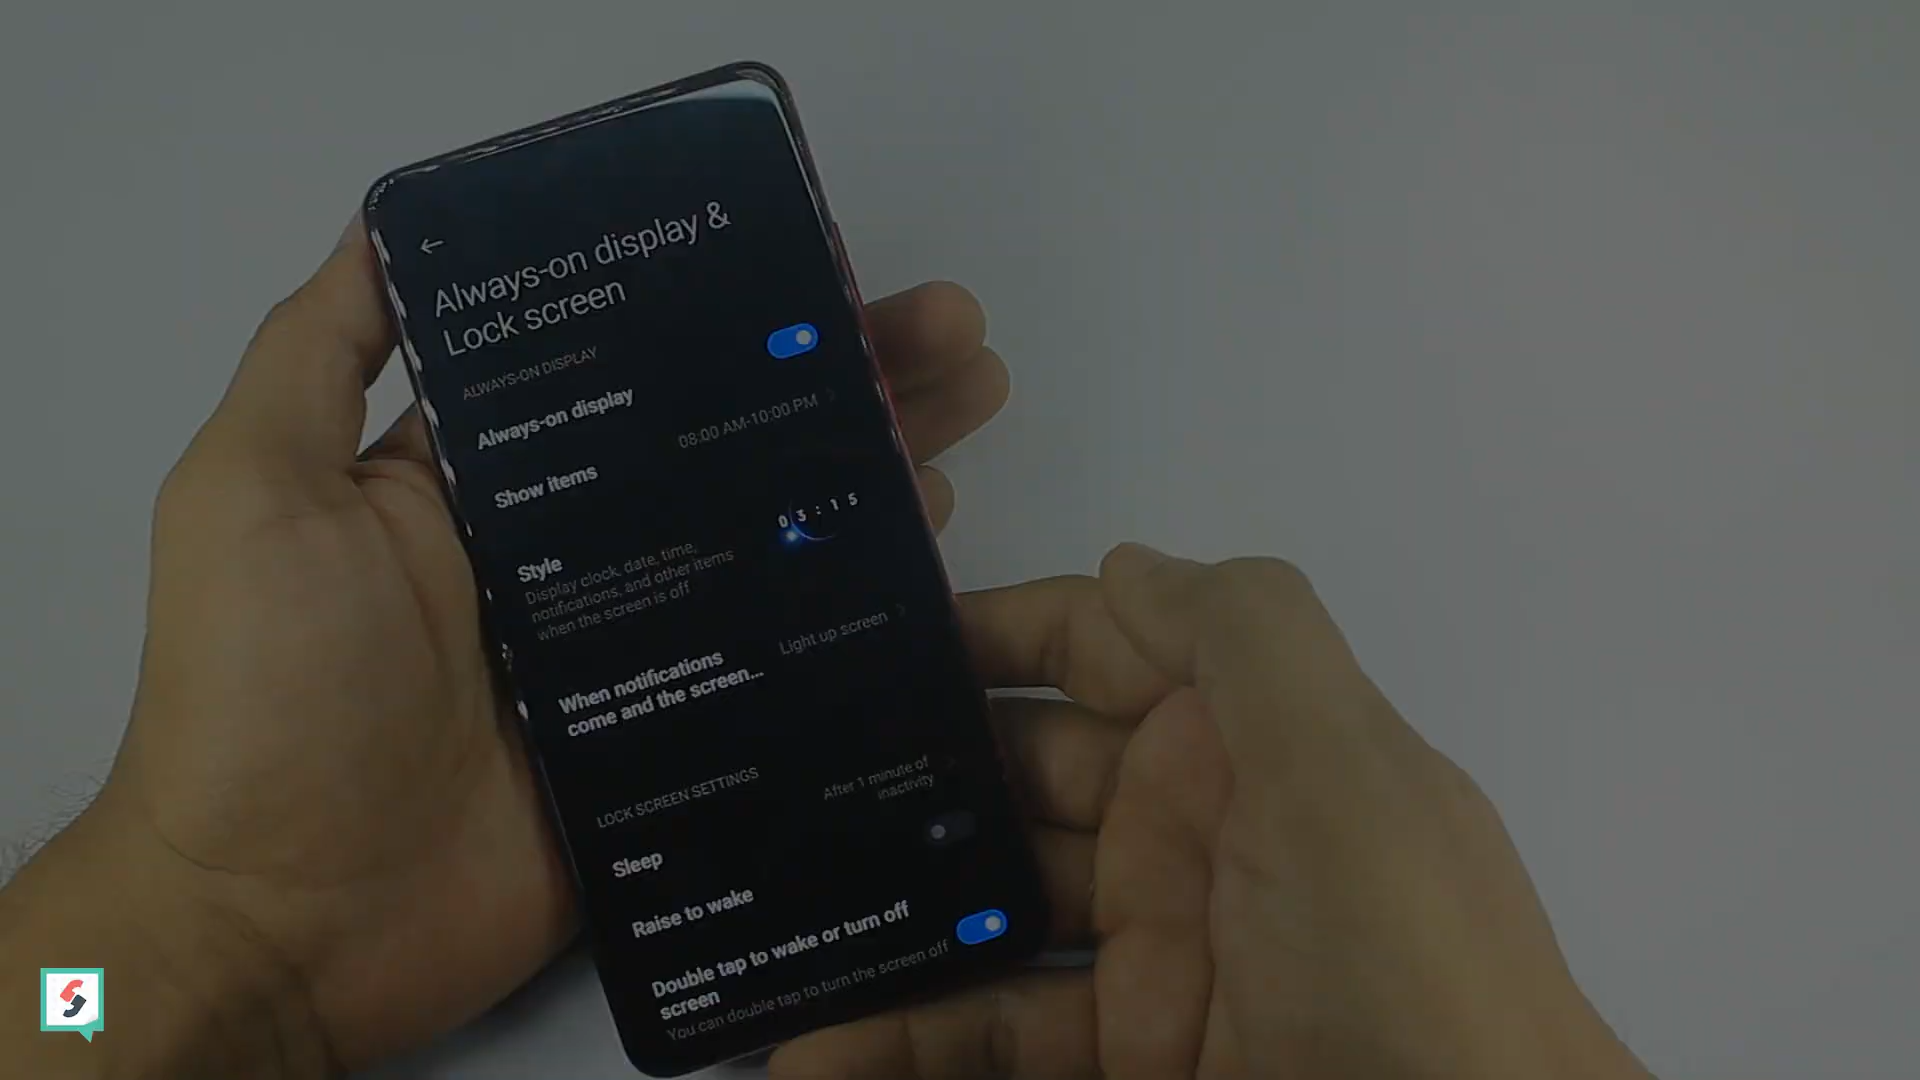 Always-on display &
Lock screen
ALWAYS-ON DISPLAY
Always-on display
Show items
08:00 AM-10:00 PM
Style
Display clock, date, time,
notifications, and other items
when the screen is off
03:15
When notifications
come and the screen...
Light up screen
LOCK SCREEN SETTINGS
Sleep
After 1 minute of
inactivity
Raise to wake
Double tap to wake or turn off
screen
You can double tap to turn the screen off